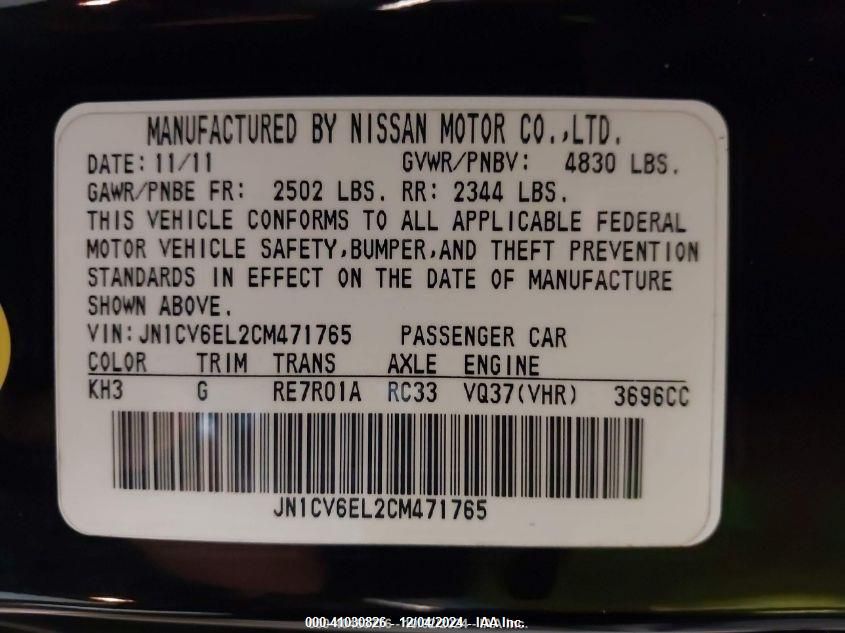 MANUFACTURED BY NISSAN MOTOR CO.,LTD.
DATE: 11/11 GVWR/PNBV: 4830 LBS.
GAWR/PNBE FR: 2502 LBS. RR: 2344 LBS.
THIS VEHICLE CONFORMS TO ALL APPLICABLE FEDERAL
MOTOR VEHICLE SAFETY,BUMPER,AND THEFT PREVENTION
STANDARDS IN EFFECT ON THE DATE OF MANUFACTURE
SHOWN ABOVE.
VIN:JN1CV6EL2CM471765 PASSENGER CAR
COLOR TRIM TRANS AXLE ENGINE
KH3 G RE7R01A RC33 VQ37(VHR) 3696CC
JN1CV6EL2CM471765
000-41030826 - 12/04/2024 - IAA Inc.